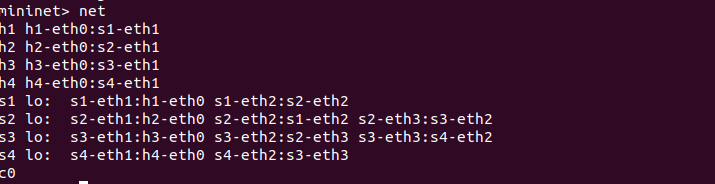 mininet> net
h1 h1-eth0:s1-eth1
h2 h2-eth0:s2-eth1
h3 h3-eth0:s3-eth1
h4 h4-eth0:s4-eth1
s1 lo:  s1-eth1:h1-eth0 s1-eth2:s2-eth2
s2 lo:  s2-eth1:h2-eth0 s2-eth2:s1-eth2 s2-eth3:s3-eth2
s3 lo:  s3-eth1:h3-eth0 s3-eth2:s2-eth3 s3-eth3:s4-eth2
s4 lo:  s4-eth1:h4-eth0 s4-eth2:s3-eth3
c0